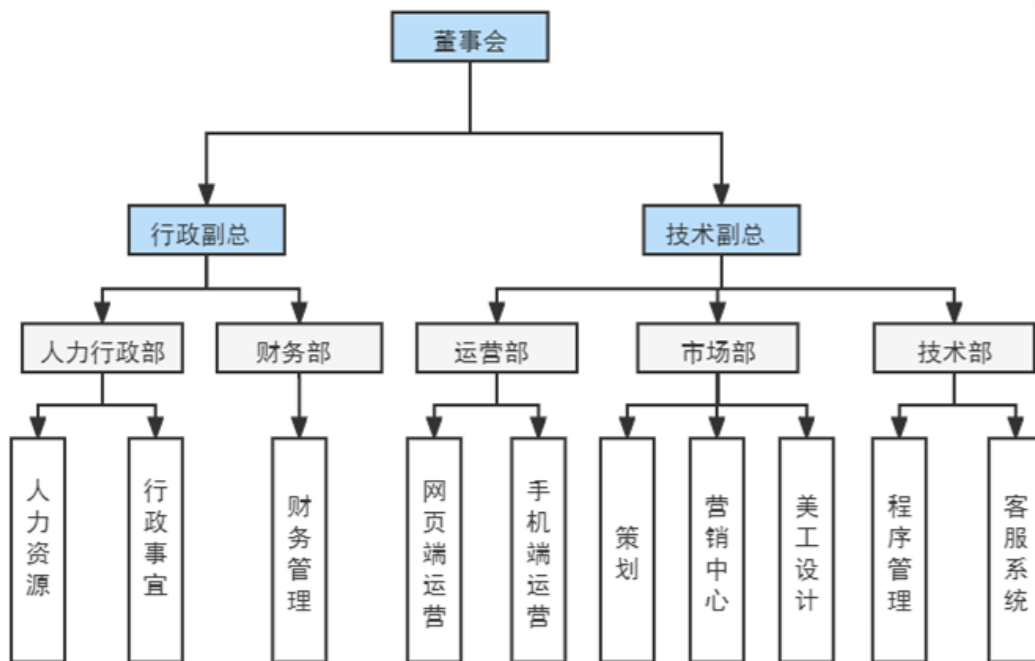 董事会
行政副总
技术副总
人力行政部
财务部
运营部
市场部
技术部
人力资源
行政事宜
财务管理
网页端运营
手机端运营
策划
营销中心
美工设计
程序管理
客服系统